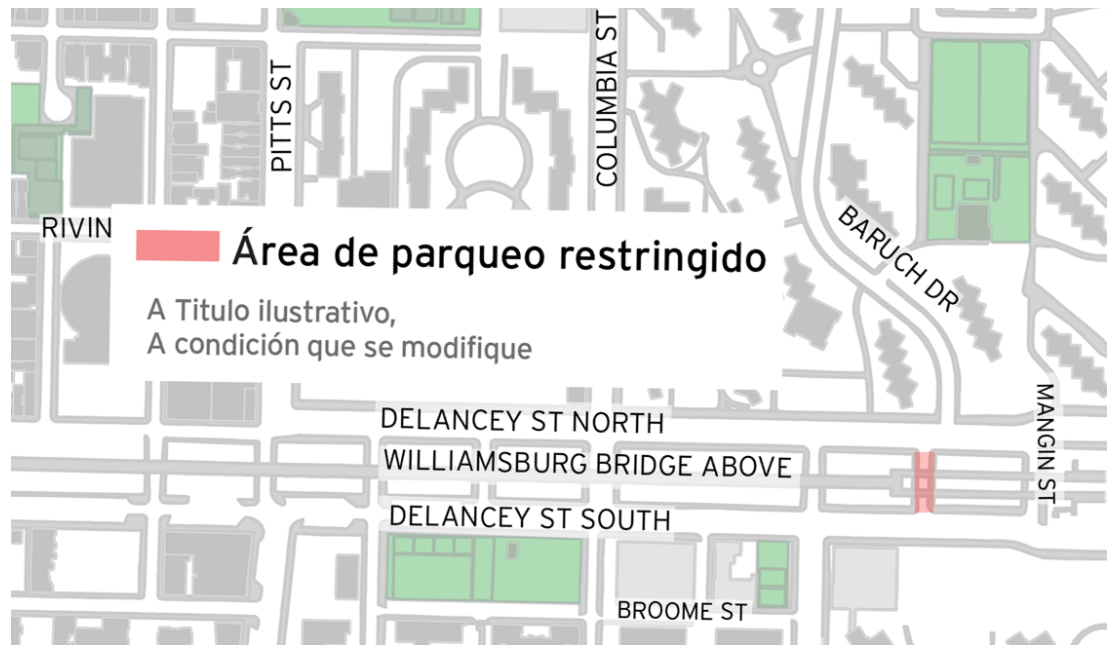 PITTS ST
COLUMBIA ST
RIVIN
BARUCH DR
Área de parqueo restringido
A Titulo ilustrativo,
A condición que se modifique
MANGIN ST
DELANCEY ST NORTH
WILLIAMSBURG BRIDGE ABOVE
DELANCEY ST SOUTH
BROOME ST